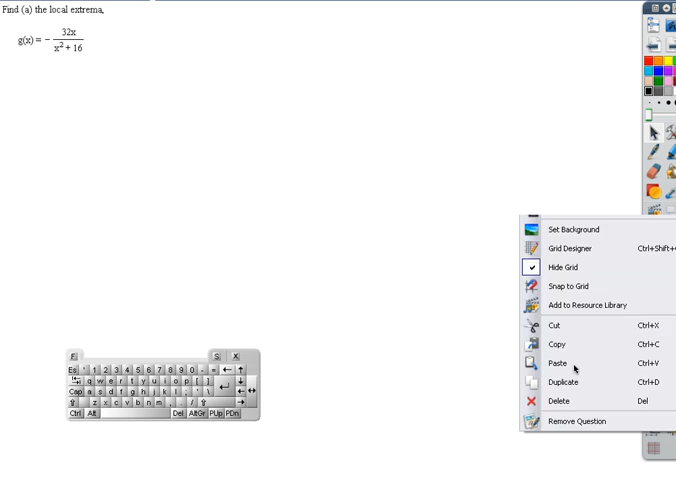 Find (a) the local extrema,
g(x) = - 32x / x² + 16
Set Background
Grid Designer Ctrl+Shift+
Hide Grid
Snap to Grid
Add to Resource Library
Cut Ctrl+X
Copy Ctrl+C
Paste Ctrl+V
Duplicate Ctrl+D
Delete Del
Remove Question
F S X
Es ' 1 2 3 4 5 6 7 8 9 0 - =
q w e r t y u i o p [ ]
Cap a s d f g h j k l ; ' \
z x c v b n m , . /
Ctrl Alt Del AltGr PUp PDn